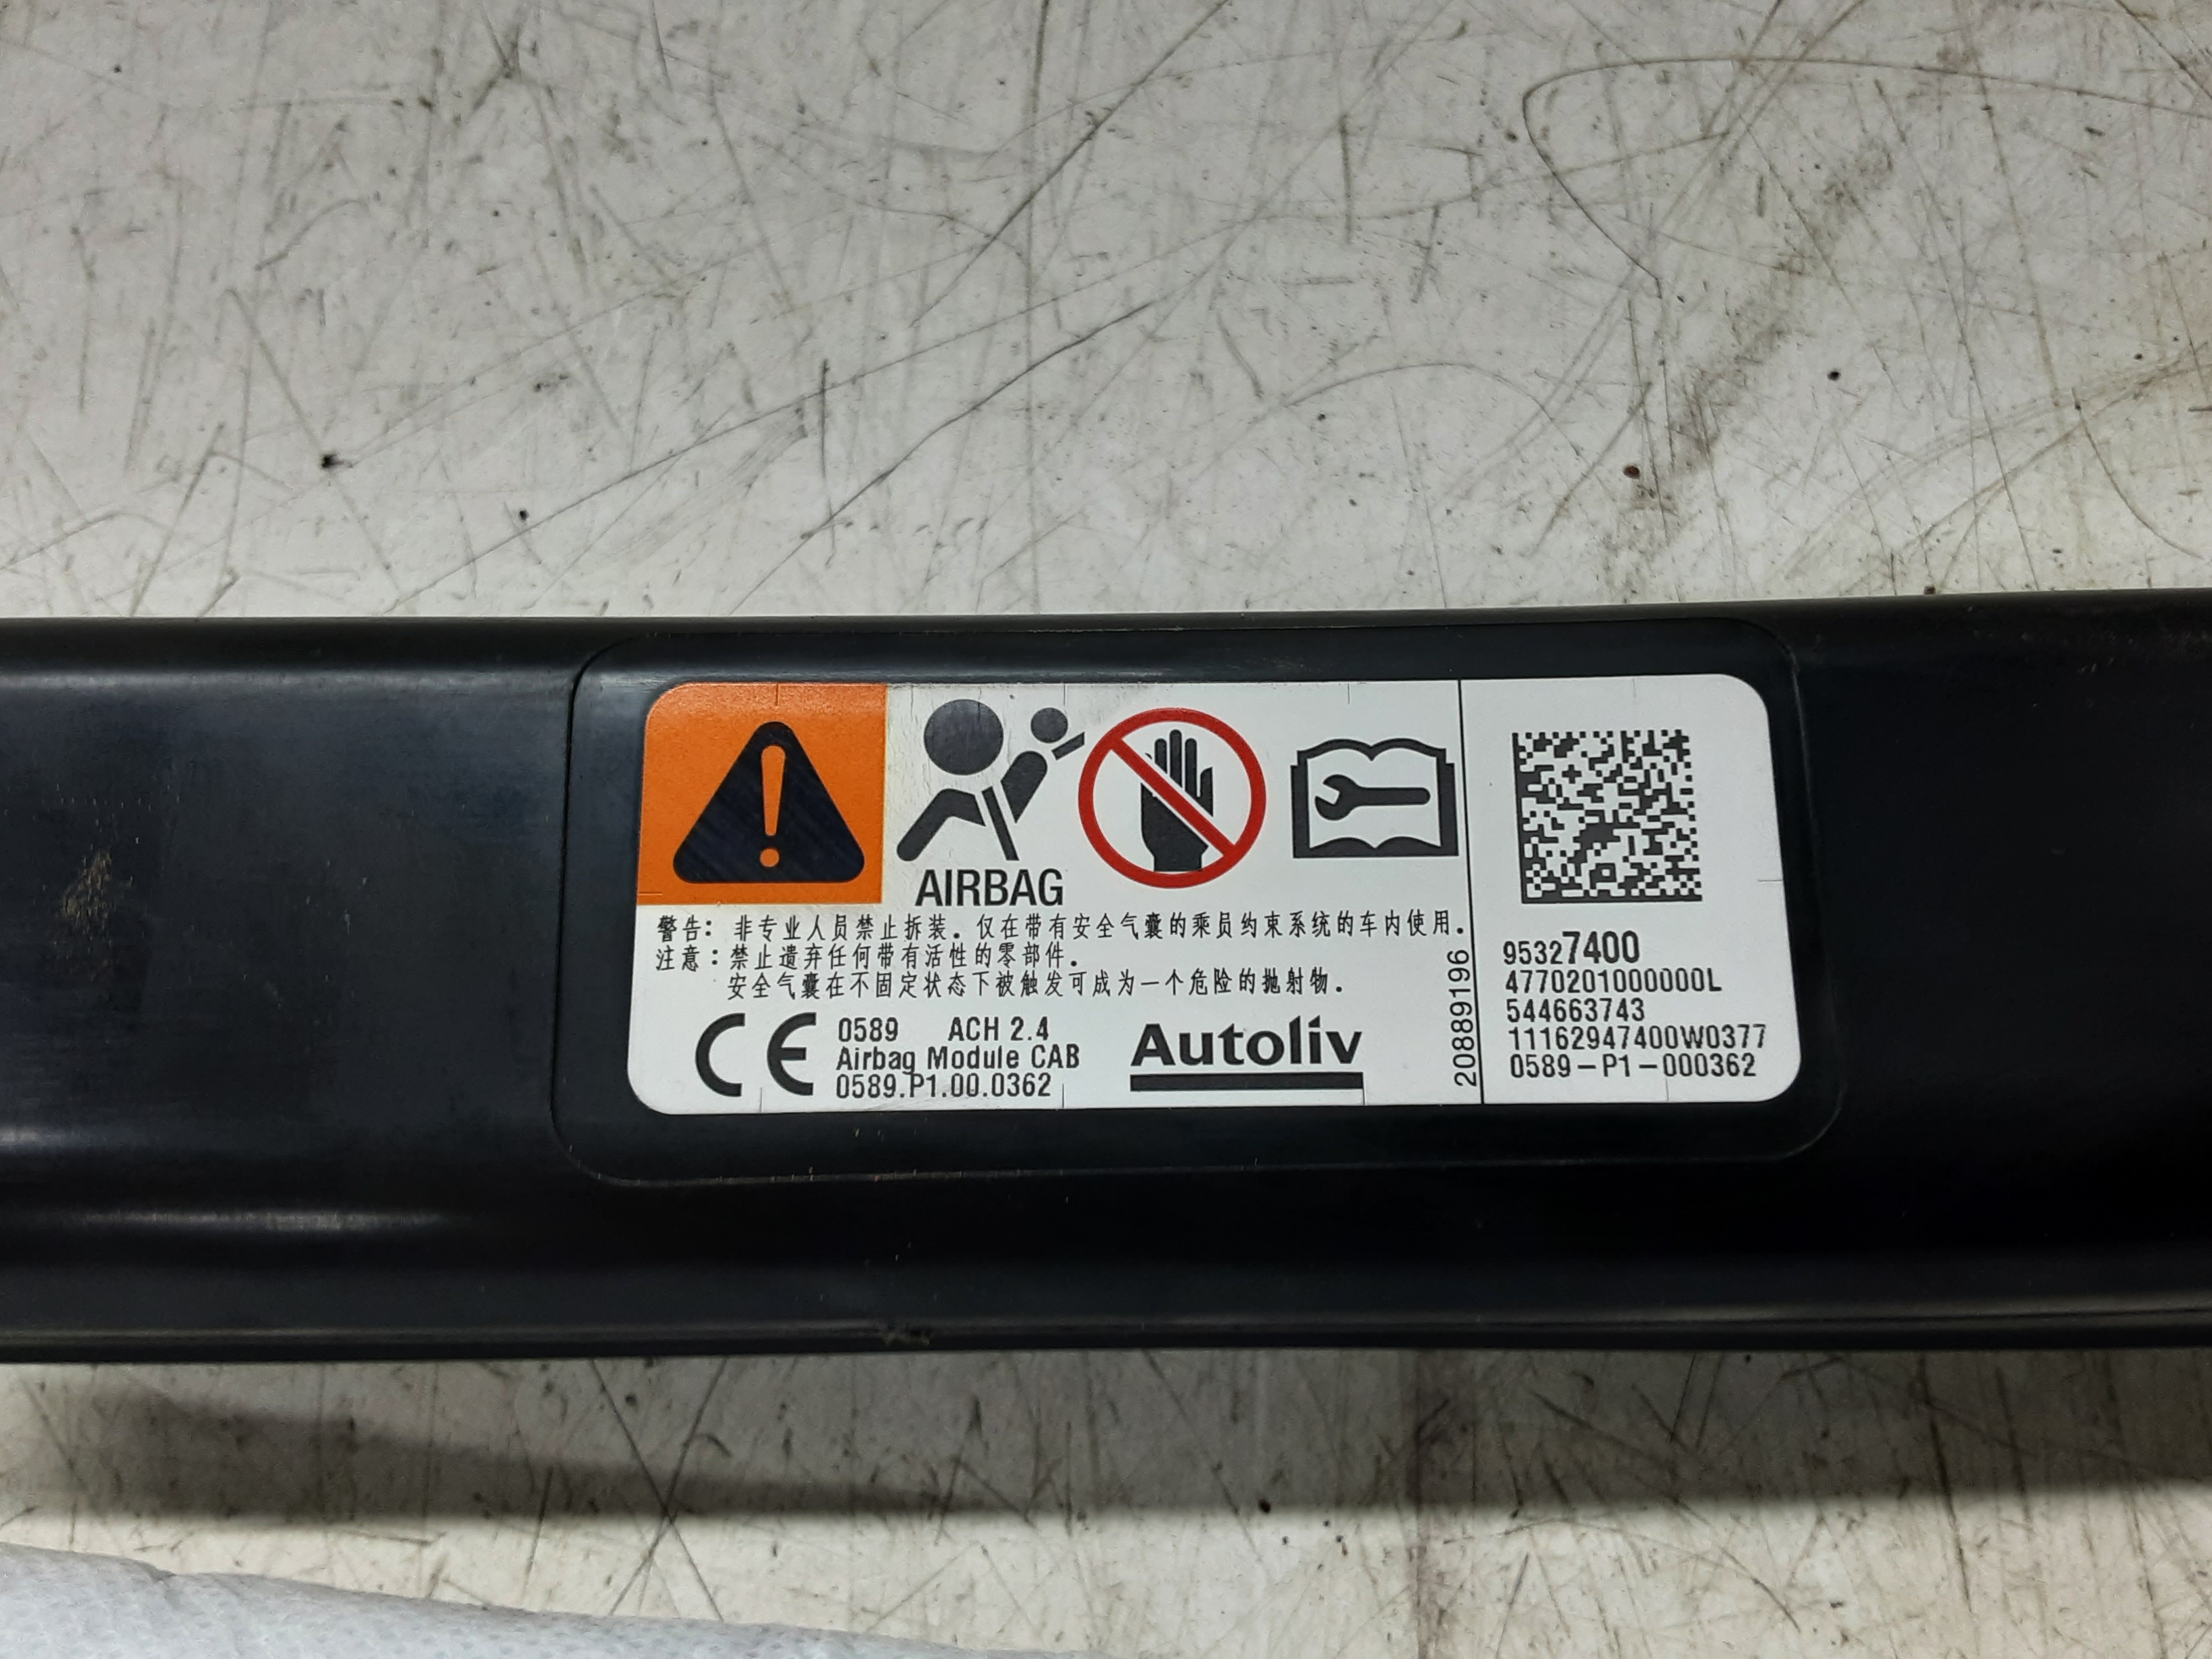 AIRBAG
警告：非专业人员禁止拆装。仅在带有安全气囊的乘员约束系统的车内使用。
注意：禁止遗弃任何带有活性的零部件。
安全气囊在不固定状态下被触发可成为一个危险的抛射物。
CE 0589 ACH 2.4
Airbag Module CAB
0589.P1.00.0362
Autoliv
208891196
95327400
4770201000000L
544663743
11162947400W0377
0589-P1-000362